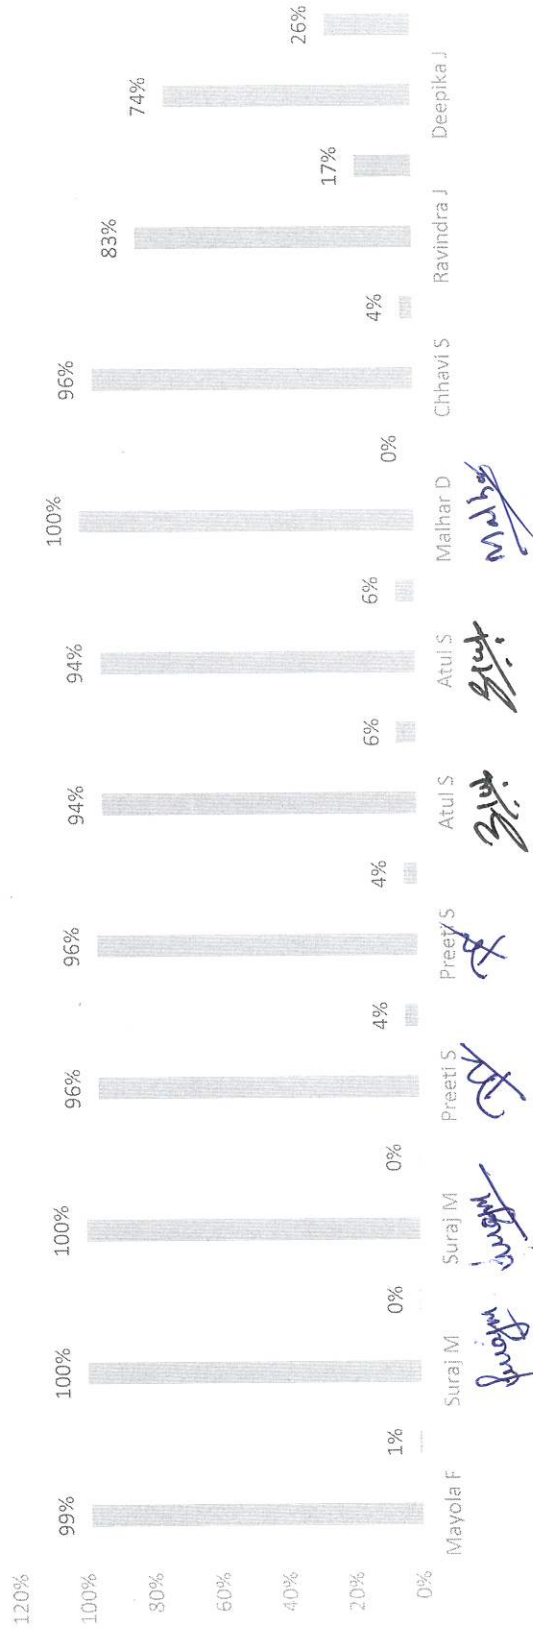 120%
100%
80%
60%
40%
20%
0%
99% 1% 100% 0% 100% 0% 96% 4% 96% 4% 94% 6% 94% 6% 100% 0% 96% 4% 83% 17% 74% 26%
Mayola F Suraj M Suraj M Preeti S Preeti S Atul S Atul S Malhar D Chhavi S Ravindra J Deepika J
Malhar